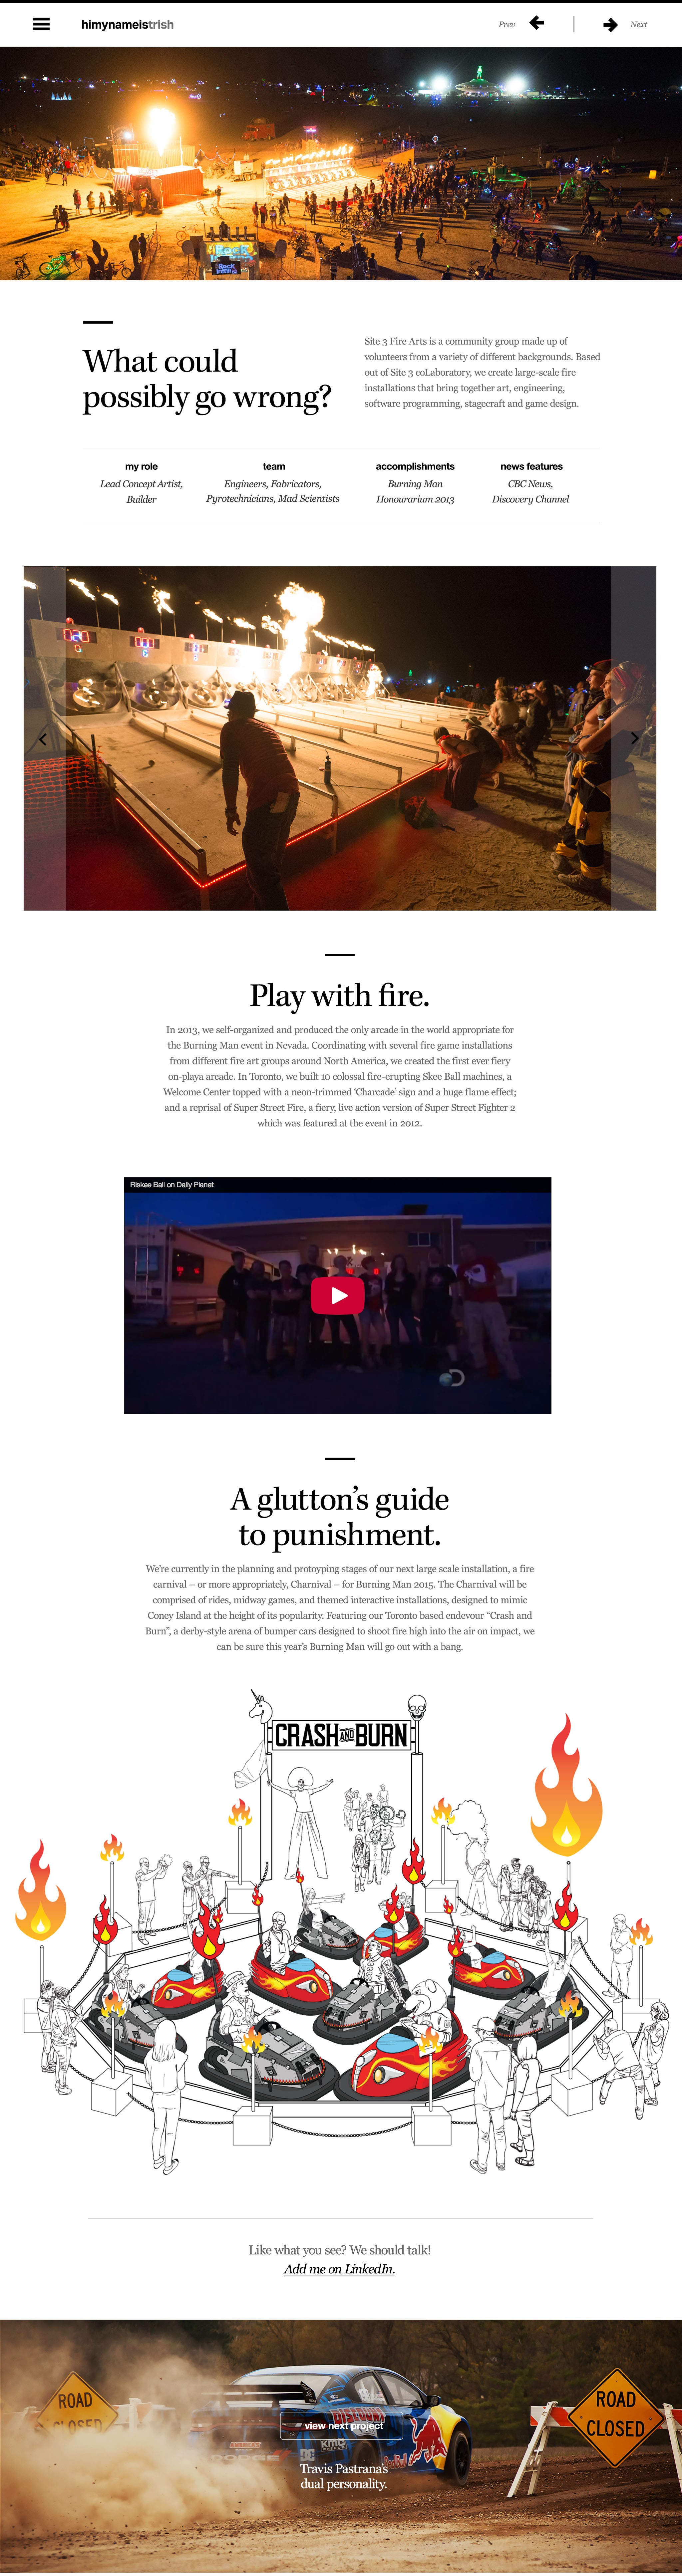 himynameistrish
Prev
Next
Rock
What could
possibly go wrong?
Site 3 Fire Arts is a community group made up of
volunteers from a variety of different backgrounds. Based
out of Site 3 coLaboratory, we create large-scale fire
installations that bring together art, engineering,
software programming, stagecraft and game design.
my role
Lead Concept Artist,
Builder
team
Engineers, Fabricators,
Pyrotechnicians, Mad Scientists
accomplishments
Burning Man
Honourarium 2013
news features
CBC News,
Discovery Channel
Play with fire.
In 2013, we self-organized and produced the only arcade in the world appropriate for
the Burning Man event in Nevada. Coordinating with several fire game installations
from different fire art groups around North America, we created the first ever fiery
on-playa arcade. In Toronto, we built 10 colossal fire-erupting Skee Ball machines, a
Welcome Center topped with a neon-trimmed ‘Charcade’ sign and a huge flame effect;
and a reprisal of Super Street Fire, a fiery, live action version of Super Street Fighter 2
which was featured at the event in 2012.
Riskee Ball on Daily Planet
A glutton’s guide
to punishment.
We’re currently in the planning and protoyping stages of our next large scale installation, a fire
carnival – or more appropriately, Charnival – for Burning Man 2015. The Charnival will be
comprised of rides, midway games, and themed interactive installations, designed to mimic
Coney Island at the height of its popularity. Featuring our Toronto based endevour “Crash and
Burn”, a derby-style arena of bumper cars designed to shoot fire high into the air on impact, we
can be sure this year’s Burning Man will go out with a bang.
CRASH AND BURN
Like what you see? We should talk!
Add me on LinkedIn.
ROAD
CLOSED
ROAD
CLOSED
view next project
KMC
DODGE
DC
Red Bull
Travis Pastrana’s
dual personality.